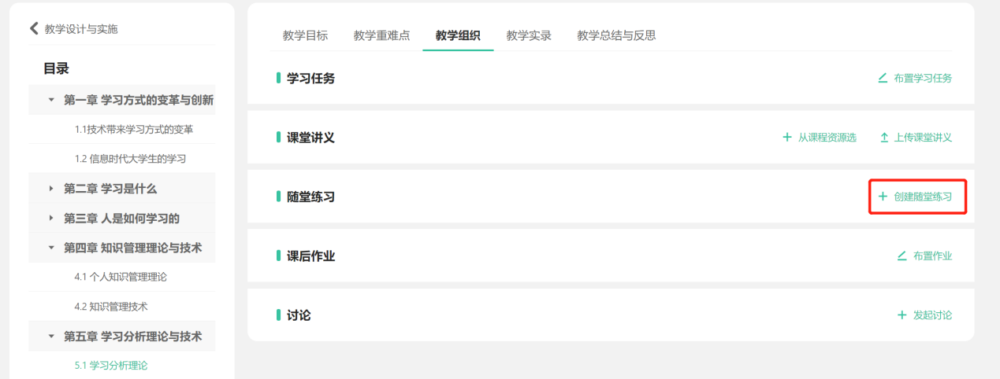 教学设计与实施
目录
第一章 学习方式的变革与创新
1.1技术带来学习方式的变革
1.2 信息时代大学生的学习
第二章 学习是什么
第三章 人是如何学习的
第四章 知识管理理论与技术
4.1 个人知识管理理论
4.2 知识管理技术
第五章 学习分析理论与技术
5.1 学习分析理论
教学目标 教学重难点 教学组织 教学实录 教学总结与反思
学习任务 布置学习任务
课堂讲义 从课程资源选 上传课堂讲义
随堂练习 创建随堂练习
课后作业 布置作业
讨论 发起讨论